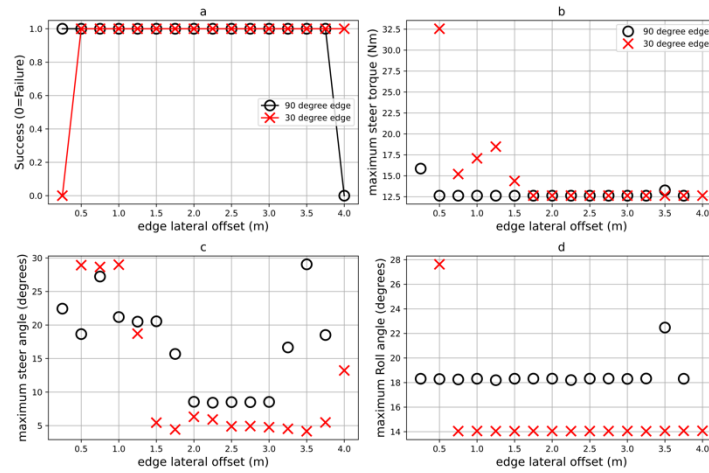 a
Success (0=Failure)
1.0
0.8
0.6
0.4
0.2
0.0
90 degree edge
30 degree edge
0.5 1.0 1.5 2.0 2.5 3.0 3.5 4.0
edge lateral offset (m)
b
maximum steer torque (Nm)
32.5
30.0
27.5
25.0
22.5
20.0
17.5
15.0
12.5
90 degree edge
30 degree edge
0.5 1.0 1.5 2.0 2.5 3.0 3.5 4.0
edge lateral offset (m)
c
maximum steer angle (degrees)
30
25
20
15
10
5
0.5 1.0 1.5 2.0 2.5 3.0 3.5 4.0
edge lateral offset (m)
d
maximum Roll angle (degrees)
28
26
24
22
20
18
16
14
0.5 1.0 1.5 2.0 2.5 3.0 3.5 4.0
edge lateral offset (m)